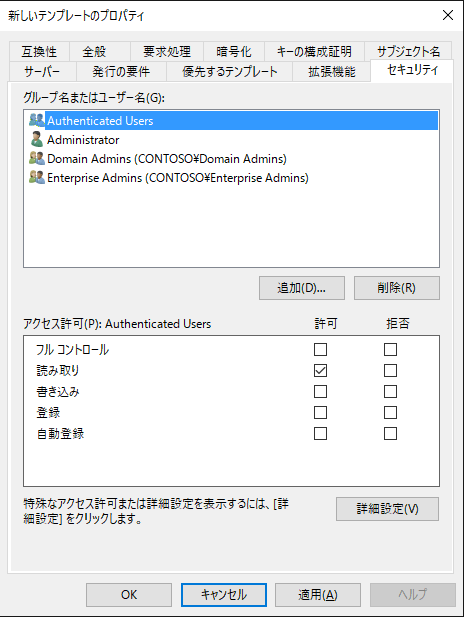 新しいテンプレートのプロパティ
互換性 全般 要求処理 暗号化 キーの構成証明 サブジェクト名
サーバー 発行の要件 優先するテンプレート 拡張機能 セキュリティ
グループ名またはユーザー名(G):
Authenticated Users
Administrator
Domain Admins (CONTOSO¥Domain Admins)
Enterprise Admins (CONTOSO¥Enterprise Admins)
追加(D)... 削除(R)
アクセス許可(P): Authenticated Users 許可 拒否
フル コントロール
読み取り
書き込み
登録
自動登録
特殊なアクセス許可または詳細設定を表示するには、[詳
細設定] をクリックします。
詳細設定(V)
OK キャンセル 適用(A) ヘルプ